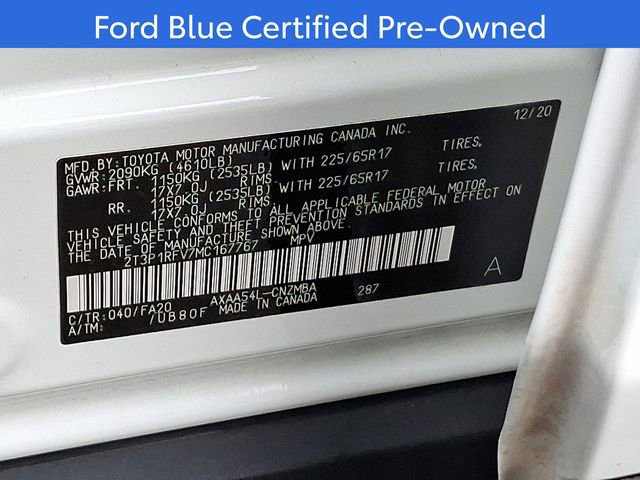 Ford Blue Certified Pre-Owned
12/20
MFD.BY:TOYOTA MOTOR MANUFACTURING CANADA INC.
GVWR:2090KG (4610LB)
GAWR:FRT. 1150KG (2535LB) WITH 225/65R17 TIRES,
17X7.0J RIMS
RR. 1150KG (2535LB) WITH 225/65R17 TIRES,
17X7.0J RIMS
THIS VEHICLE CONFORMS TO ALL APPLICABLE FEDERAL MOTOR
VEHICLE SAFETY AND THEFT PREVENTION STANDARDS IN EFFECT ON
THE DATE OF MANUFACTURE SHOWN ABOVE.
2T3P1RFV7MC167767 MPV
A
C/TR:040/FA20 AXAA54L-CNZMBA 287
A/TM: /UB80F MADE IN CANADA